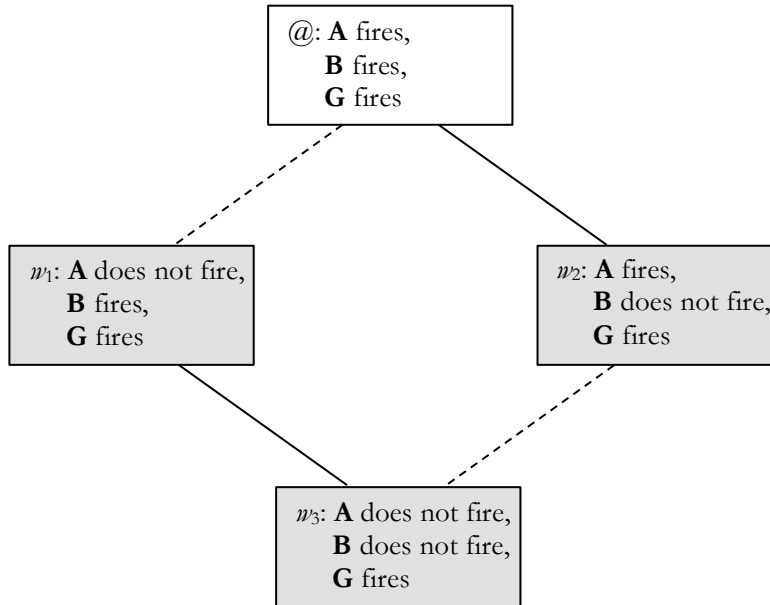 @: A fires,
B fires,
G fires
w1: A does not fire,
B fires,
G fires
w2: A fires,
B does not fire,
G fires
w3: A does not fire,
B does not fire,
G fires